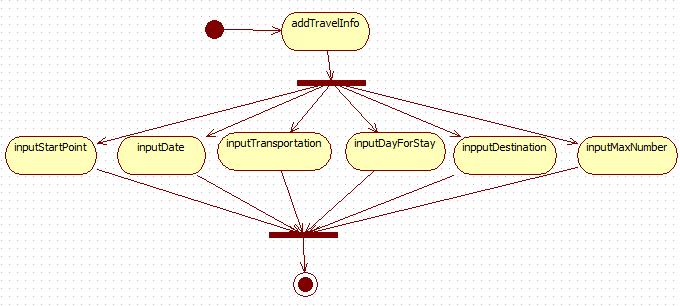 addTravelInfo
inputStartPoint
inputDate
inputTransportation
inputDayForStay
inpputDestination
inputMaxNumber